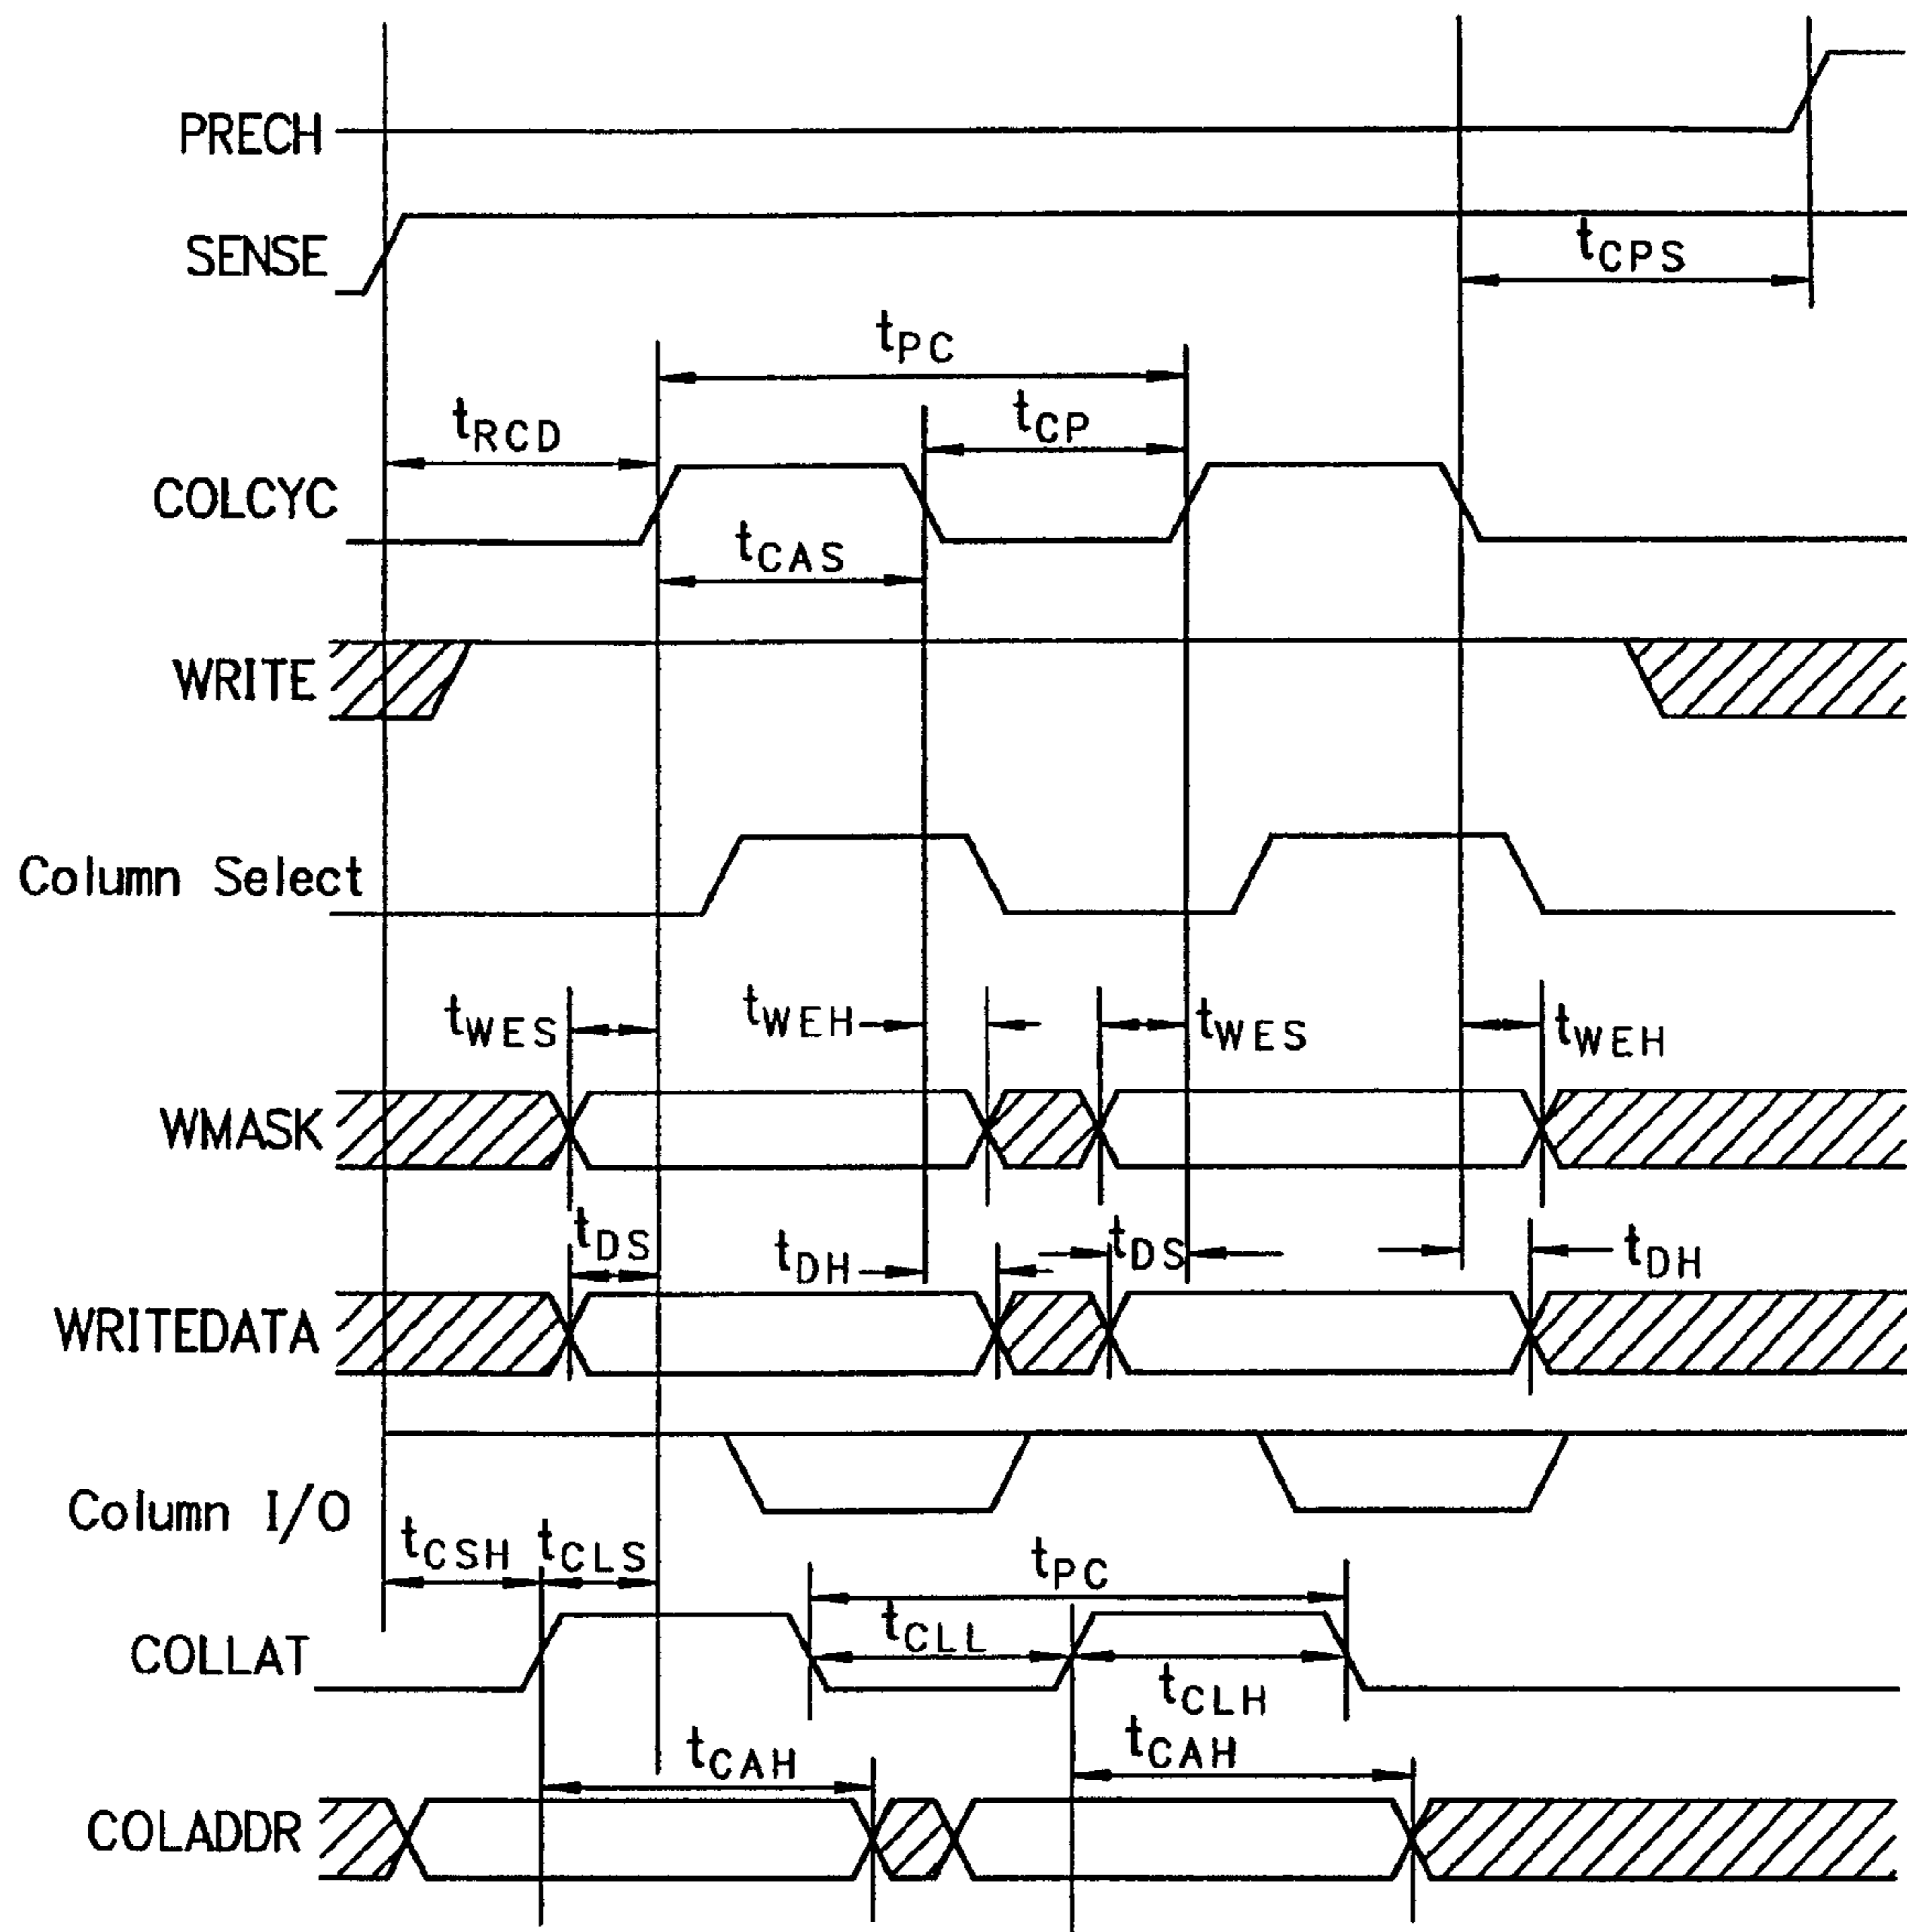 PRECH
SENSE
tCPS
tPC
tRCD
tCP
COLCYC
tCAS
WRITE
Column Select
tWES tWEH tWES tWEH
WMASK
tDS tDH tDS tDH
WRITEDATA
Column I/O
tCSH tCLS tPC
COLLAT
tCLL
tCLH
tCAH tCAH
COLADDR